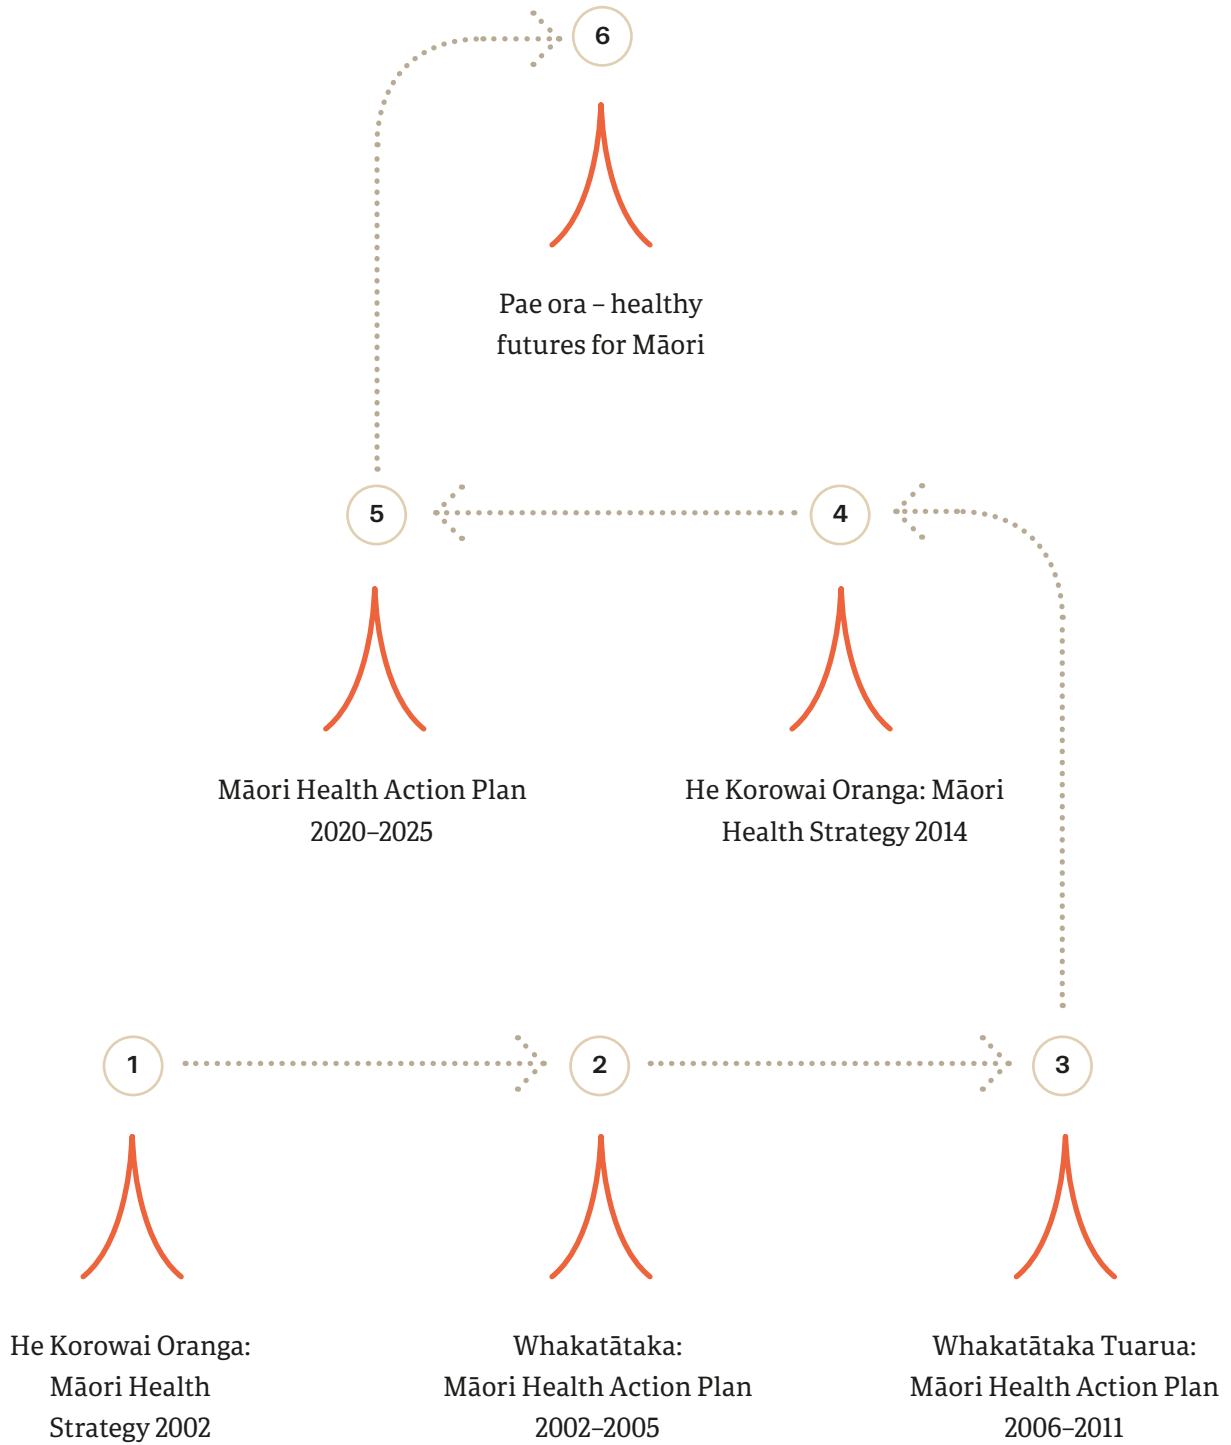 6
Pae ora – healthy
futures for Māori
5
4
Māori Health Action Plan
2020–2025
He Korowai Oranga: Māori
Health Strategy 2014
1
2
3
He Korowai Oranga:
Māori Health
Strategy 2002
Whakatātaka:
Māori Health Action Plan
2002–2005
Whakatātaka Tuarua:
Māori Health Action Plan
2006–2011